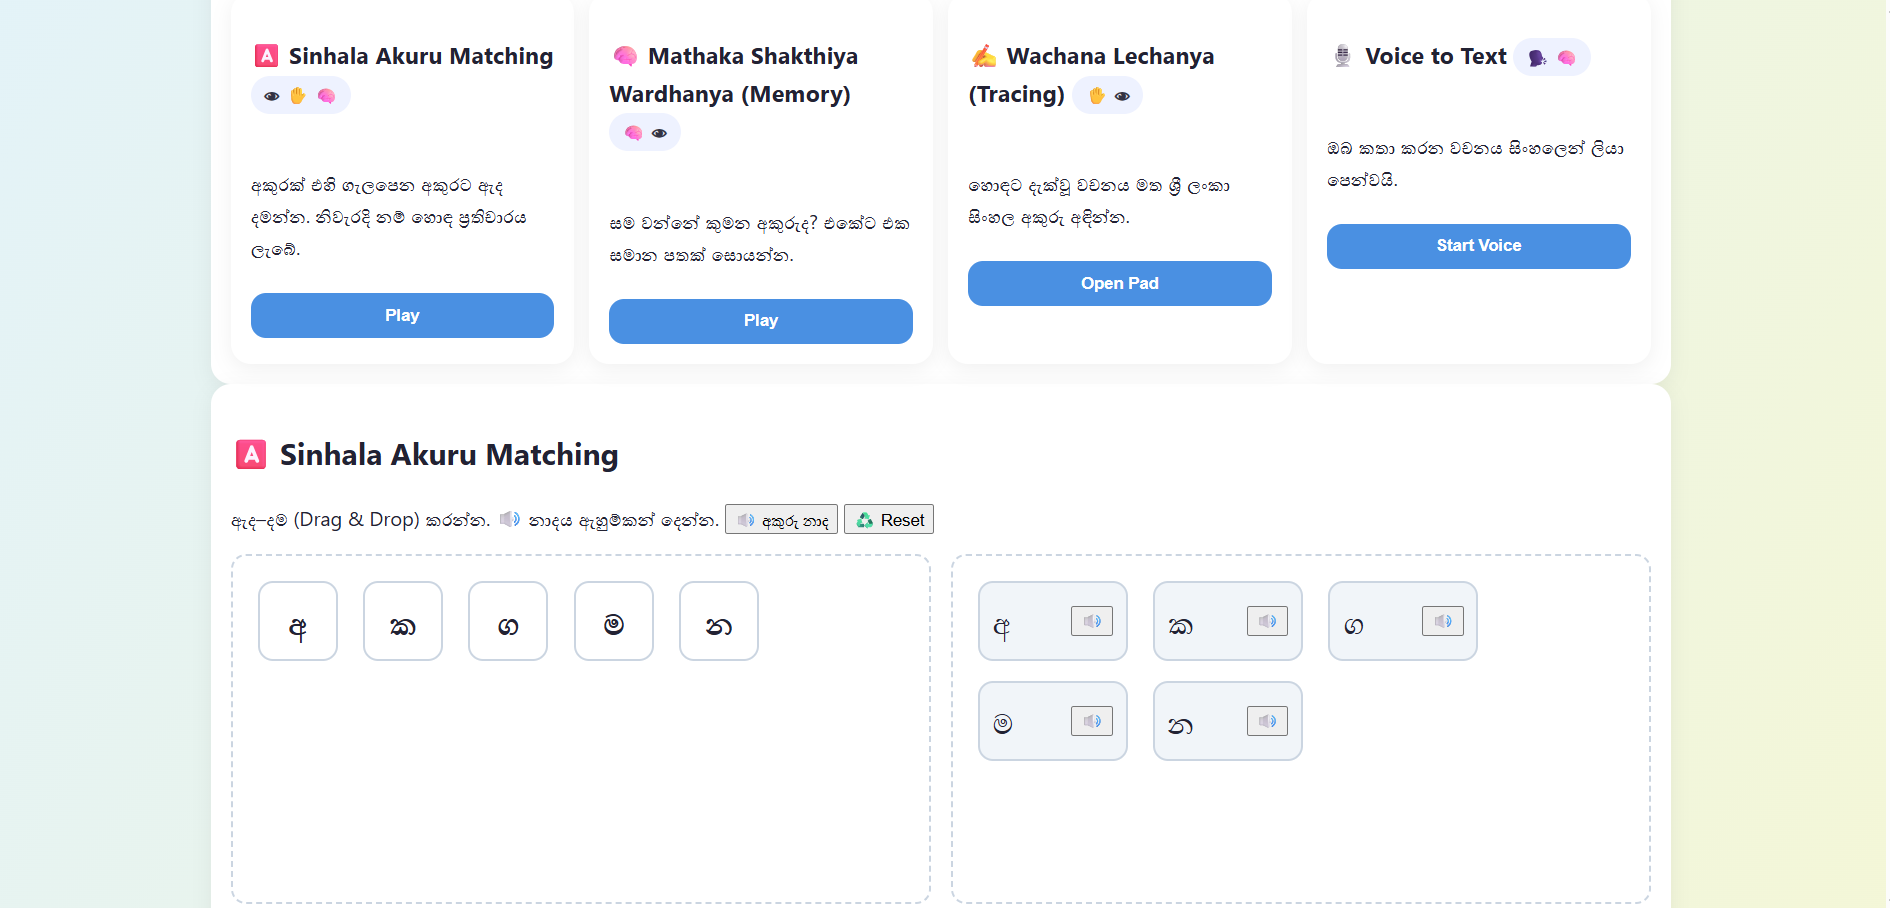 🅰️ Sinhala Akuru Matching
👁️ ✋ 🧠
අකුරක් එහි ගැලපෙන අකුරට ඇද
දමන්න. නිවැරදි නම් හොඳ ප්‍රතිචාරය
ලැබේ.
Play
🧠 Mathaka Shakthiya
Wardhanya (Memory)
🧠 👁️
සම වන්නේ කුමන අකුරුද? එකේට එක
සමාන පතක් සොයන්න.
Play
✍️ Wachana Lechanya
(Tracing) ✋ 👁️
හොඳට දැක්වූ වචනය මත ශ්‍රී ලංකා
සිංහල අකුරු අඳින්න.
Open Pad
🎙️ Voice to Text 🗣️ 🧠
ඔබ කතා කරන වචනය සිංහලෙන් ලියා
පෙන්වයි.
Start Voice
🅰️ Sinhala Akuru Matching
ඇද–දම (Drag & Drop) කරන්න. 🔊 නාදය ඇහුම්කන් දෙන්න. 🔊 අකුරු නාද ♻️ Reset
අ ක ග ම න
අ 🔊 ක 🔊 ග 🔊
ම 🔊 න 🔊